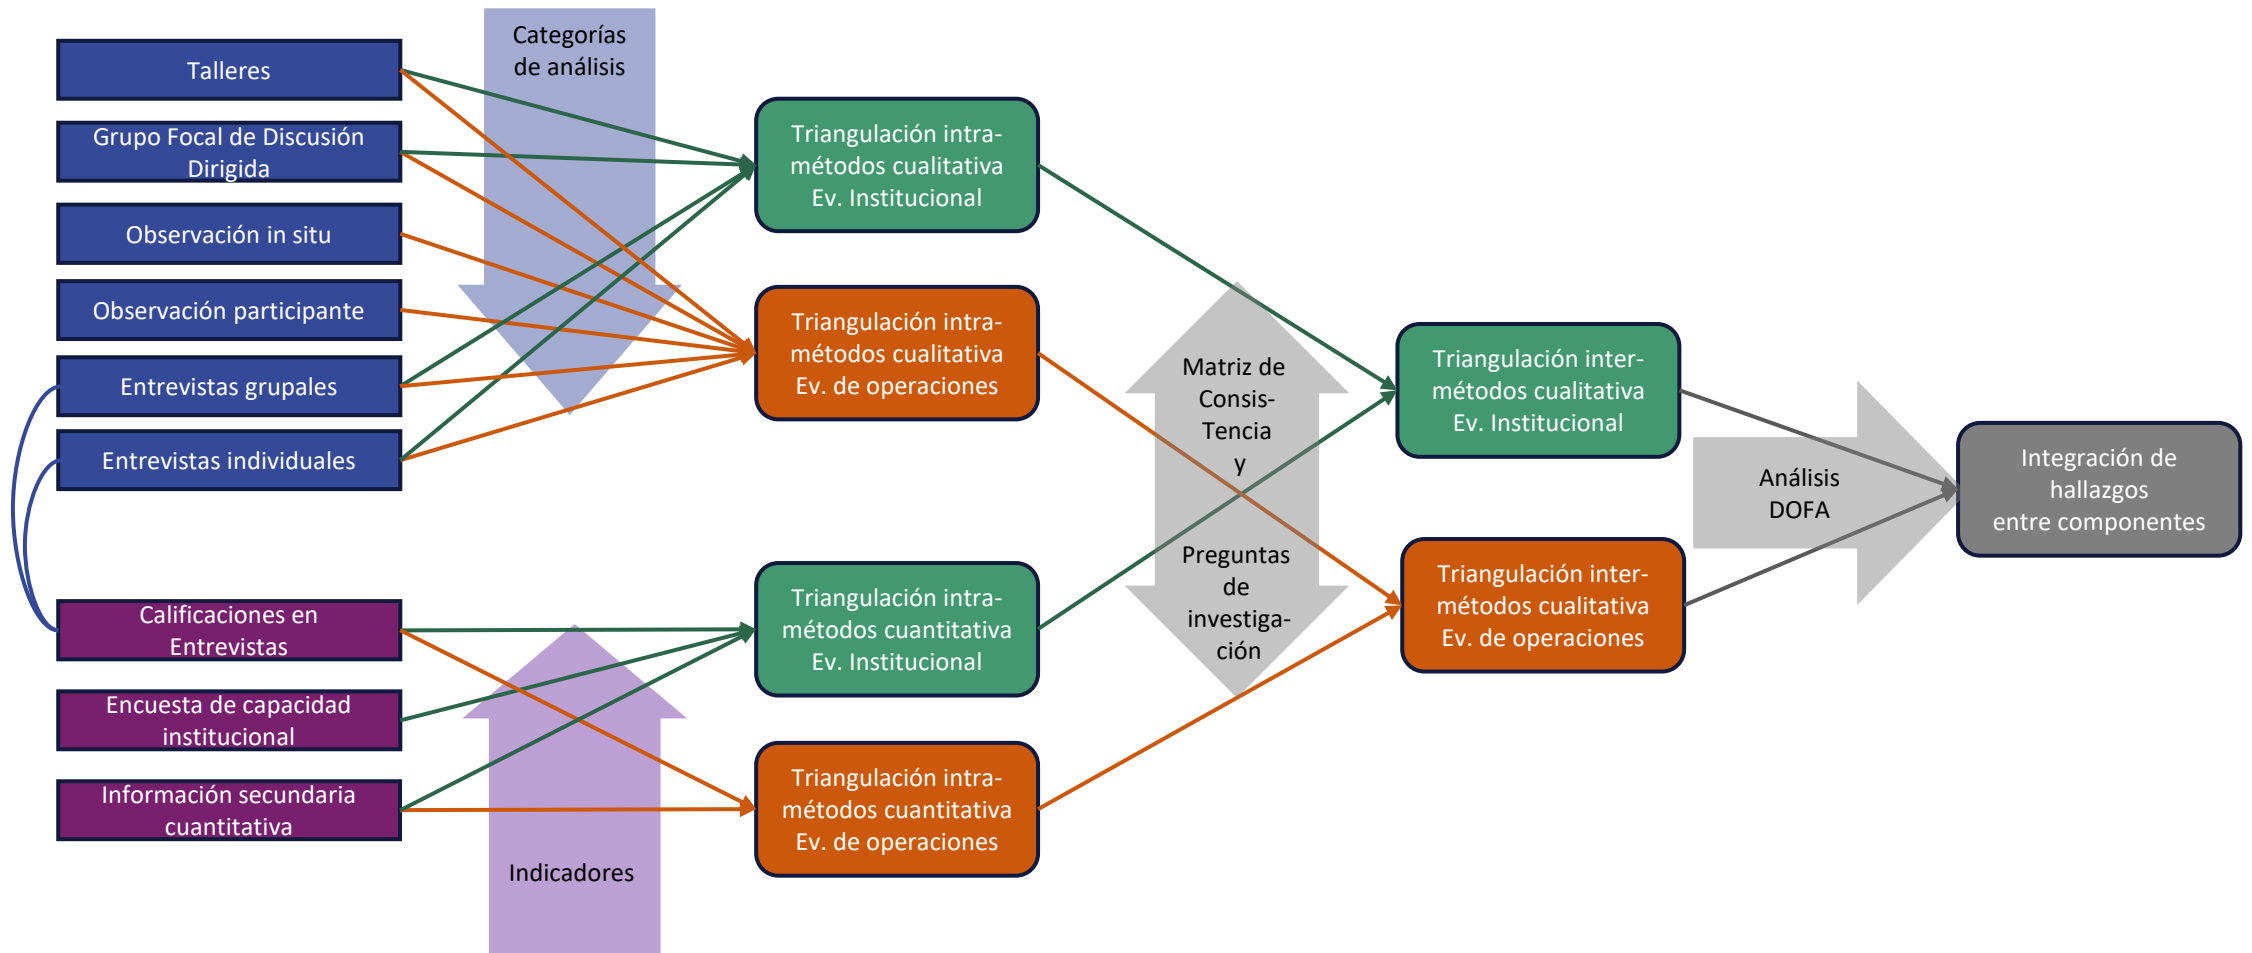 Talleres
Grupo Focal de Discusión
Dirigida
Observación in situ
Observación participante
Entrevistas grupales
Entrevistas individuales
Calificaciones en
Entrevistas
Encuesta de capacidad
institucional
Información secundaria
cuantitativa
Categorías
de análisis
Indicadores
Triangulación intra-
métodos cualitativa
Ev. Institucional
Triangulación intra-
métodos cualitativa
Ev. de operaciones
Triangulación intra-
métodos cuantitativa
Ev. Institucional
Triangulación intra-
métodos cuantitativa
Ev. de operaciones
Matriz de
Consis-
Tencia
y
Preguntas
de
investiga-
ción
Triangulación inter-
métodos cualitativa
Ev. Institucional
Triangulación inter-
métodos cualitativa
Ev. de operaciones
Análisis
DOFA
Integración de
hallazgos
entre componentes